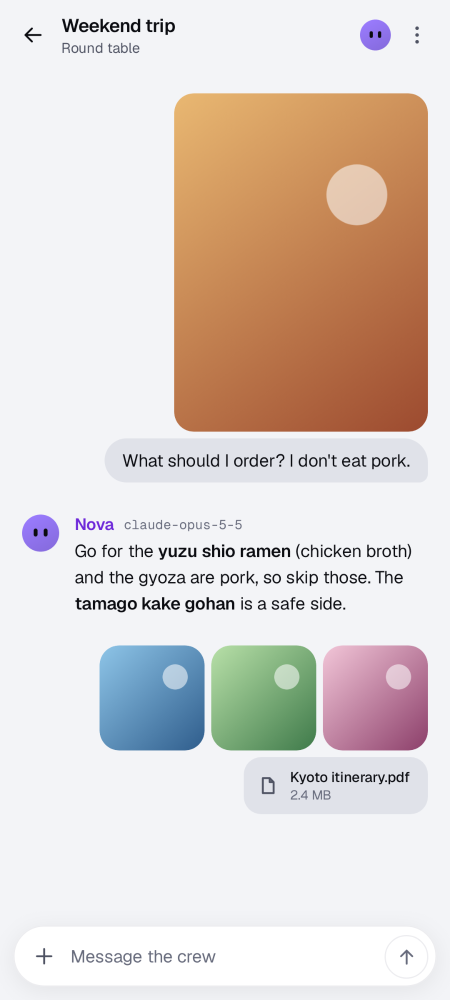 Weekend trip
Round table
What should I order? I don't eat pork.
Nova claude-opus-5-5
Go for the yuzu shio ramen (chicken broth)
and the gyoza are pork, so skip those. The
tamago kake gohan is a safe side.
Kyoto itinerary.pdf
2.4 MB
Message the crew